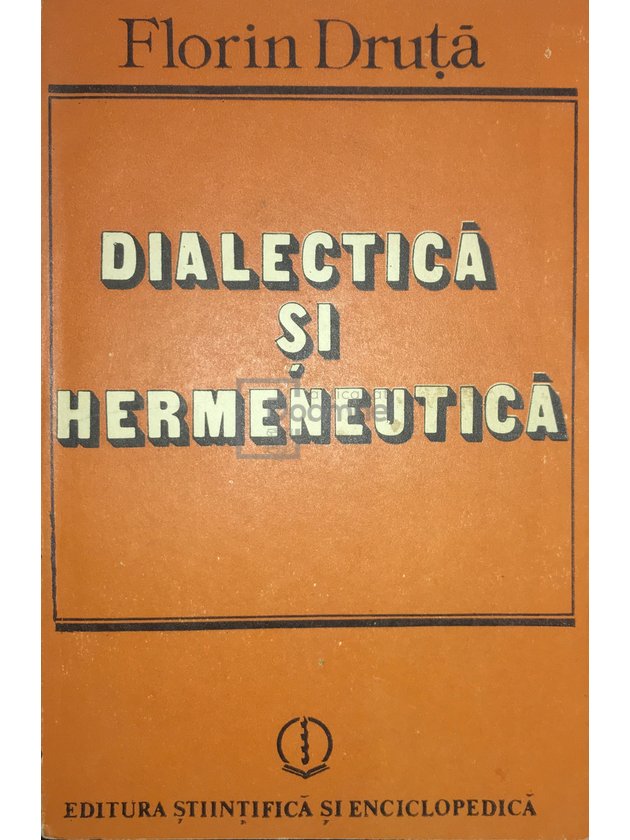 Florin Druță
DIALECTICĂ
ȘI
HERMENEUTICĂ
EDITURA ȘTIINȚIFICĂ ȘI ENCICLOPEDICĂ